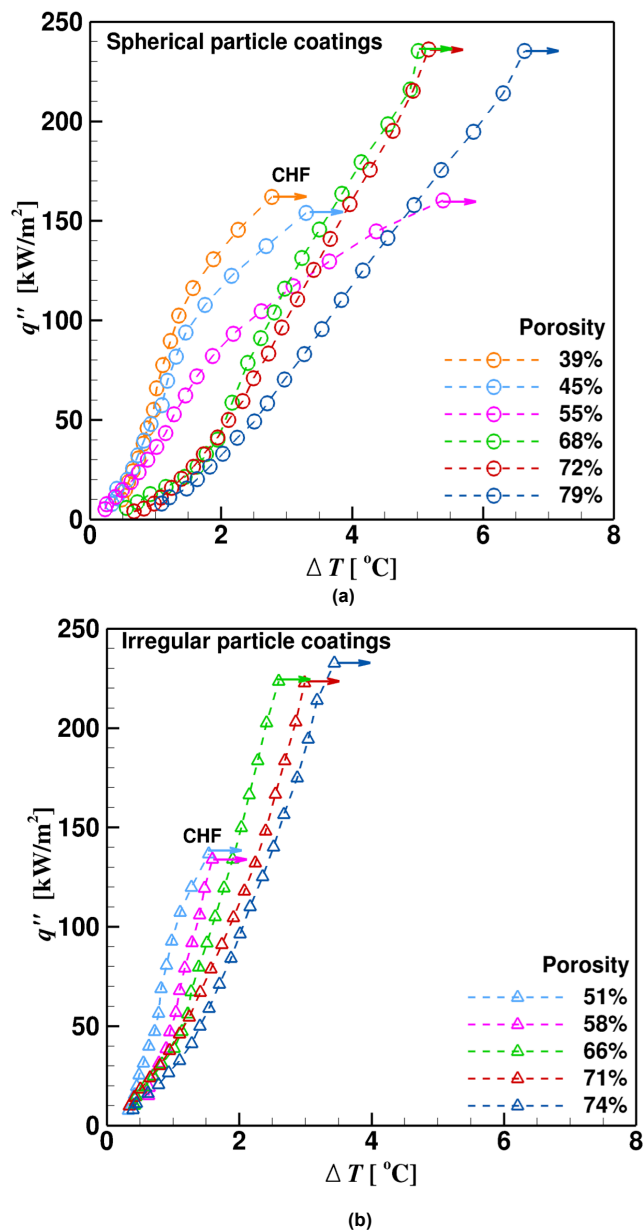 Spherical particle coatings
250
200
150
100
50
0
q″ [kW/m²]
CHF
Porosity
39%
45%
55%
68%
72%
79%
0 2 4 6 8
Δ T [ °C]
(a)
Irregular particle coatings
250
200
150
100
50
0
q″ [kW/m²]
CHF
Porosity
51%
58%
66%
71%
74%
0 2 4 6 8
Δ T [ °C]
(b)